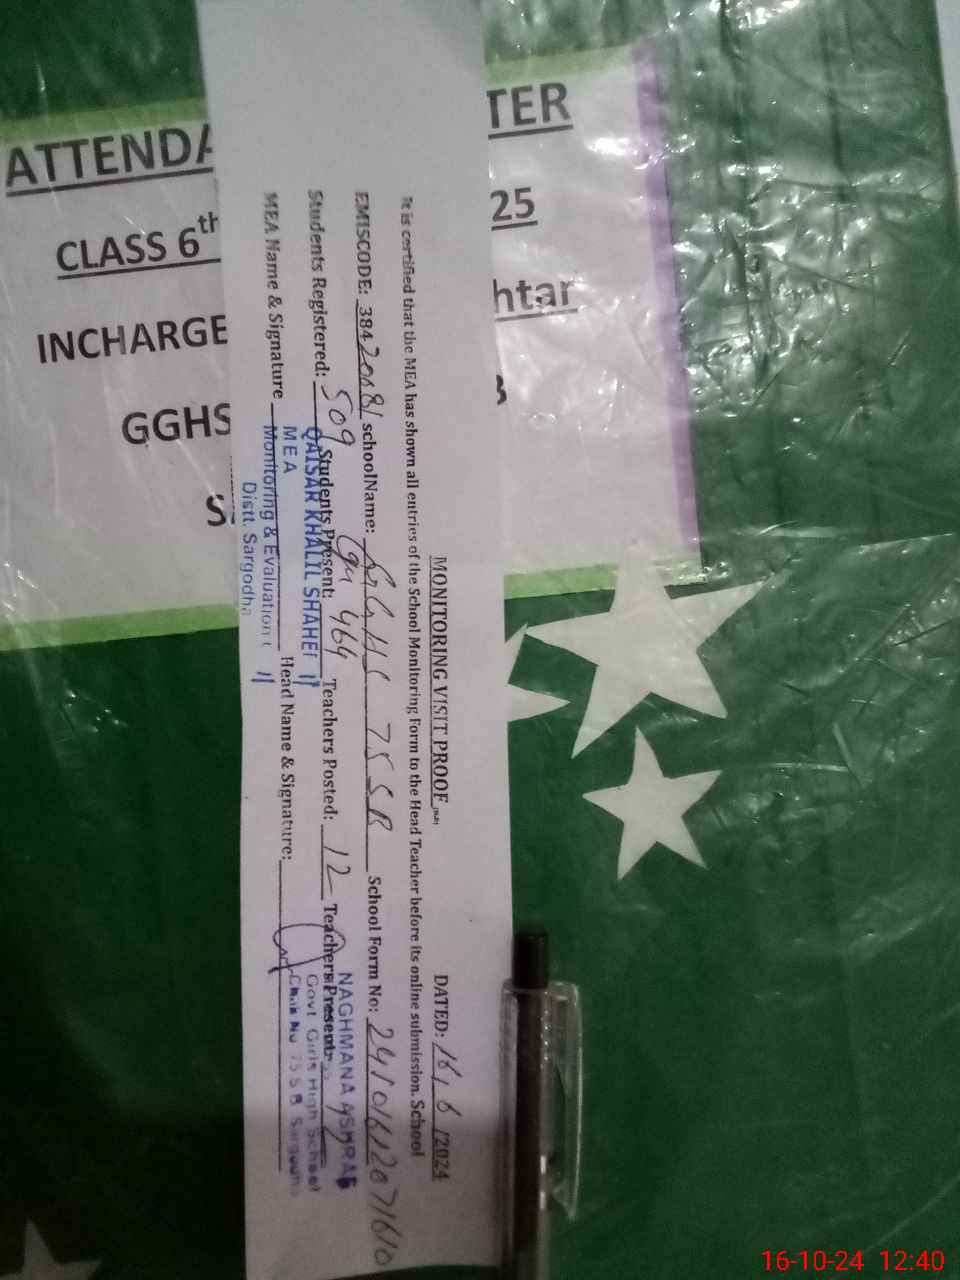 ATTENDA
TER
CLASS 6th
25
INCHARGE
htar
GGHS
MONITORING VISIT PROOF
DATED: 16, 6 /2024
It is certified that the MEA has shown all entries of the School Monitoring Form to the Head Teacher before its online submission. School
EMISCODE: 38420181 schoolName: GGHS 75 SB School Form No:
Students Registered: 509 Students Present: 464 Teachers Posted: 12 Teachers Present:
MEA Name & Signature Head Name & Signature:
QAISAR KHALIL SHAHE
MEA
Monitoring & Evaluation
Distt. Sargodha
NAGHMANA ASHRAF
Govt Girls High School
Chak No 75 S B Sargodha
16-10-24 12:40